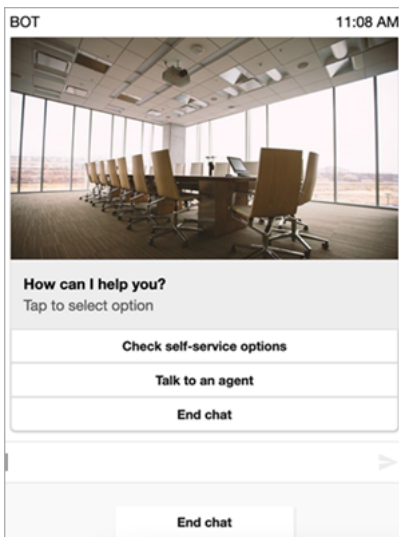 BOT 11:08 AM
How can I help you?
Tap to select option
Check self-service options
Talk to an agent
End chat
End chat